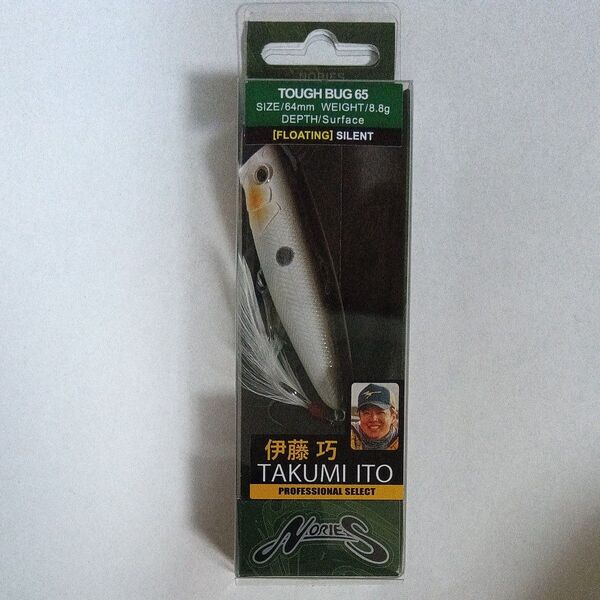 NORIES
TOUGH BUG 65
SIZE/64mm WEIGHT/8.8g
DEPTH/Surface
[FLOATING] SILENT
伊藤 巧
TAKUMI ITO
PROFESSIONAL SELECT
NORIES